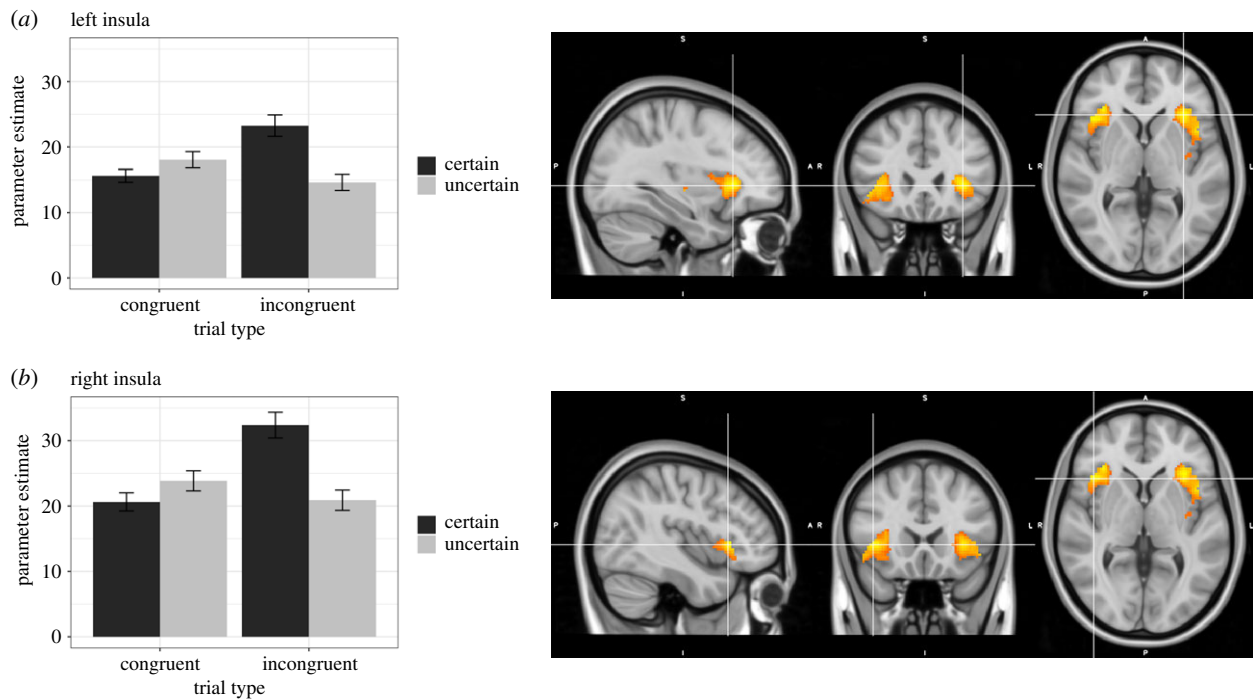 (a) left insula
parameter estimate
30
20
10
0
congruent incongruent
trial type
certain
uncertain
S S A
P A R L R L
I I P
(b) right insula
parameter estimate
30
20
10
0
congruent incongruent
trial type
certain
uncertain
S S A
P A R L R L
I I P